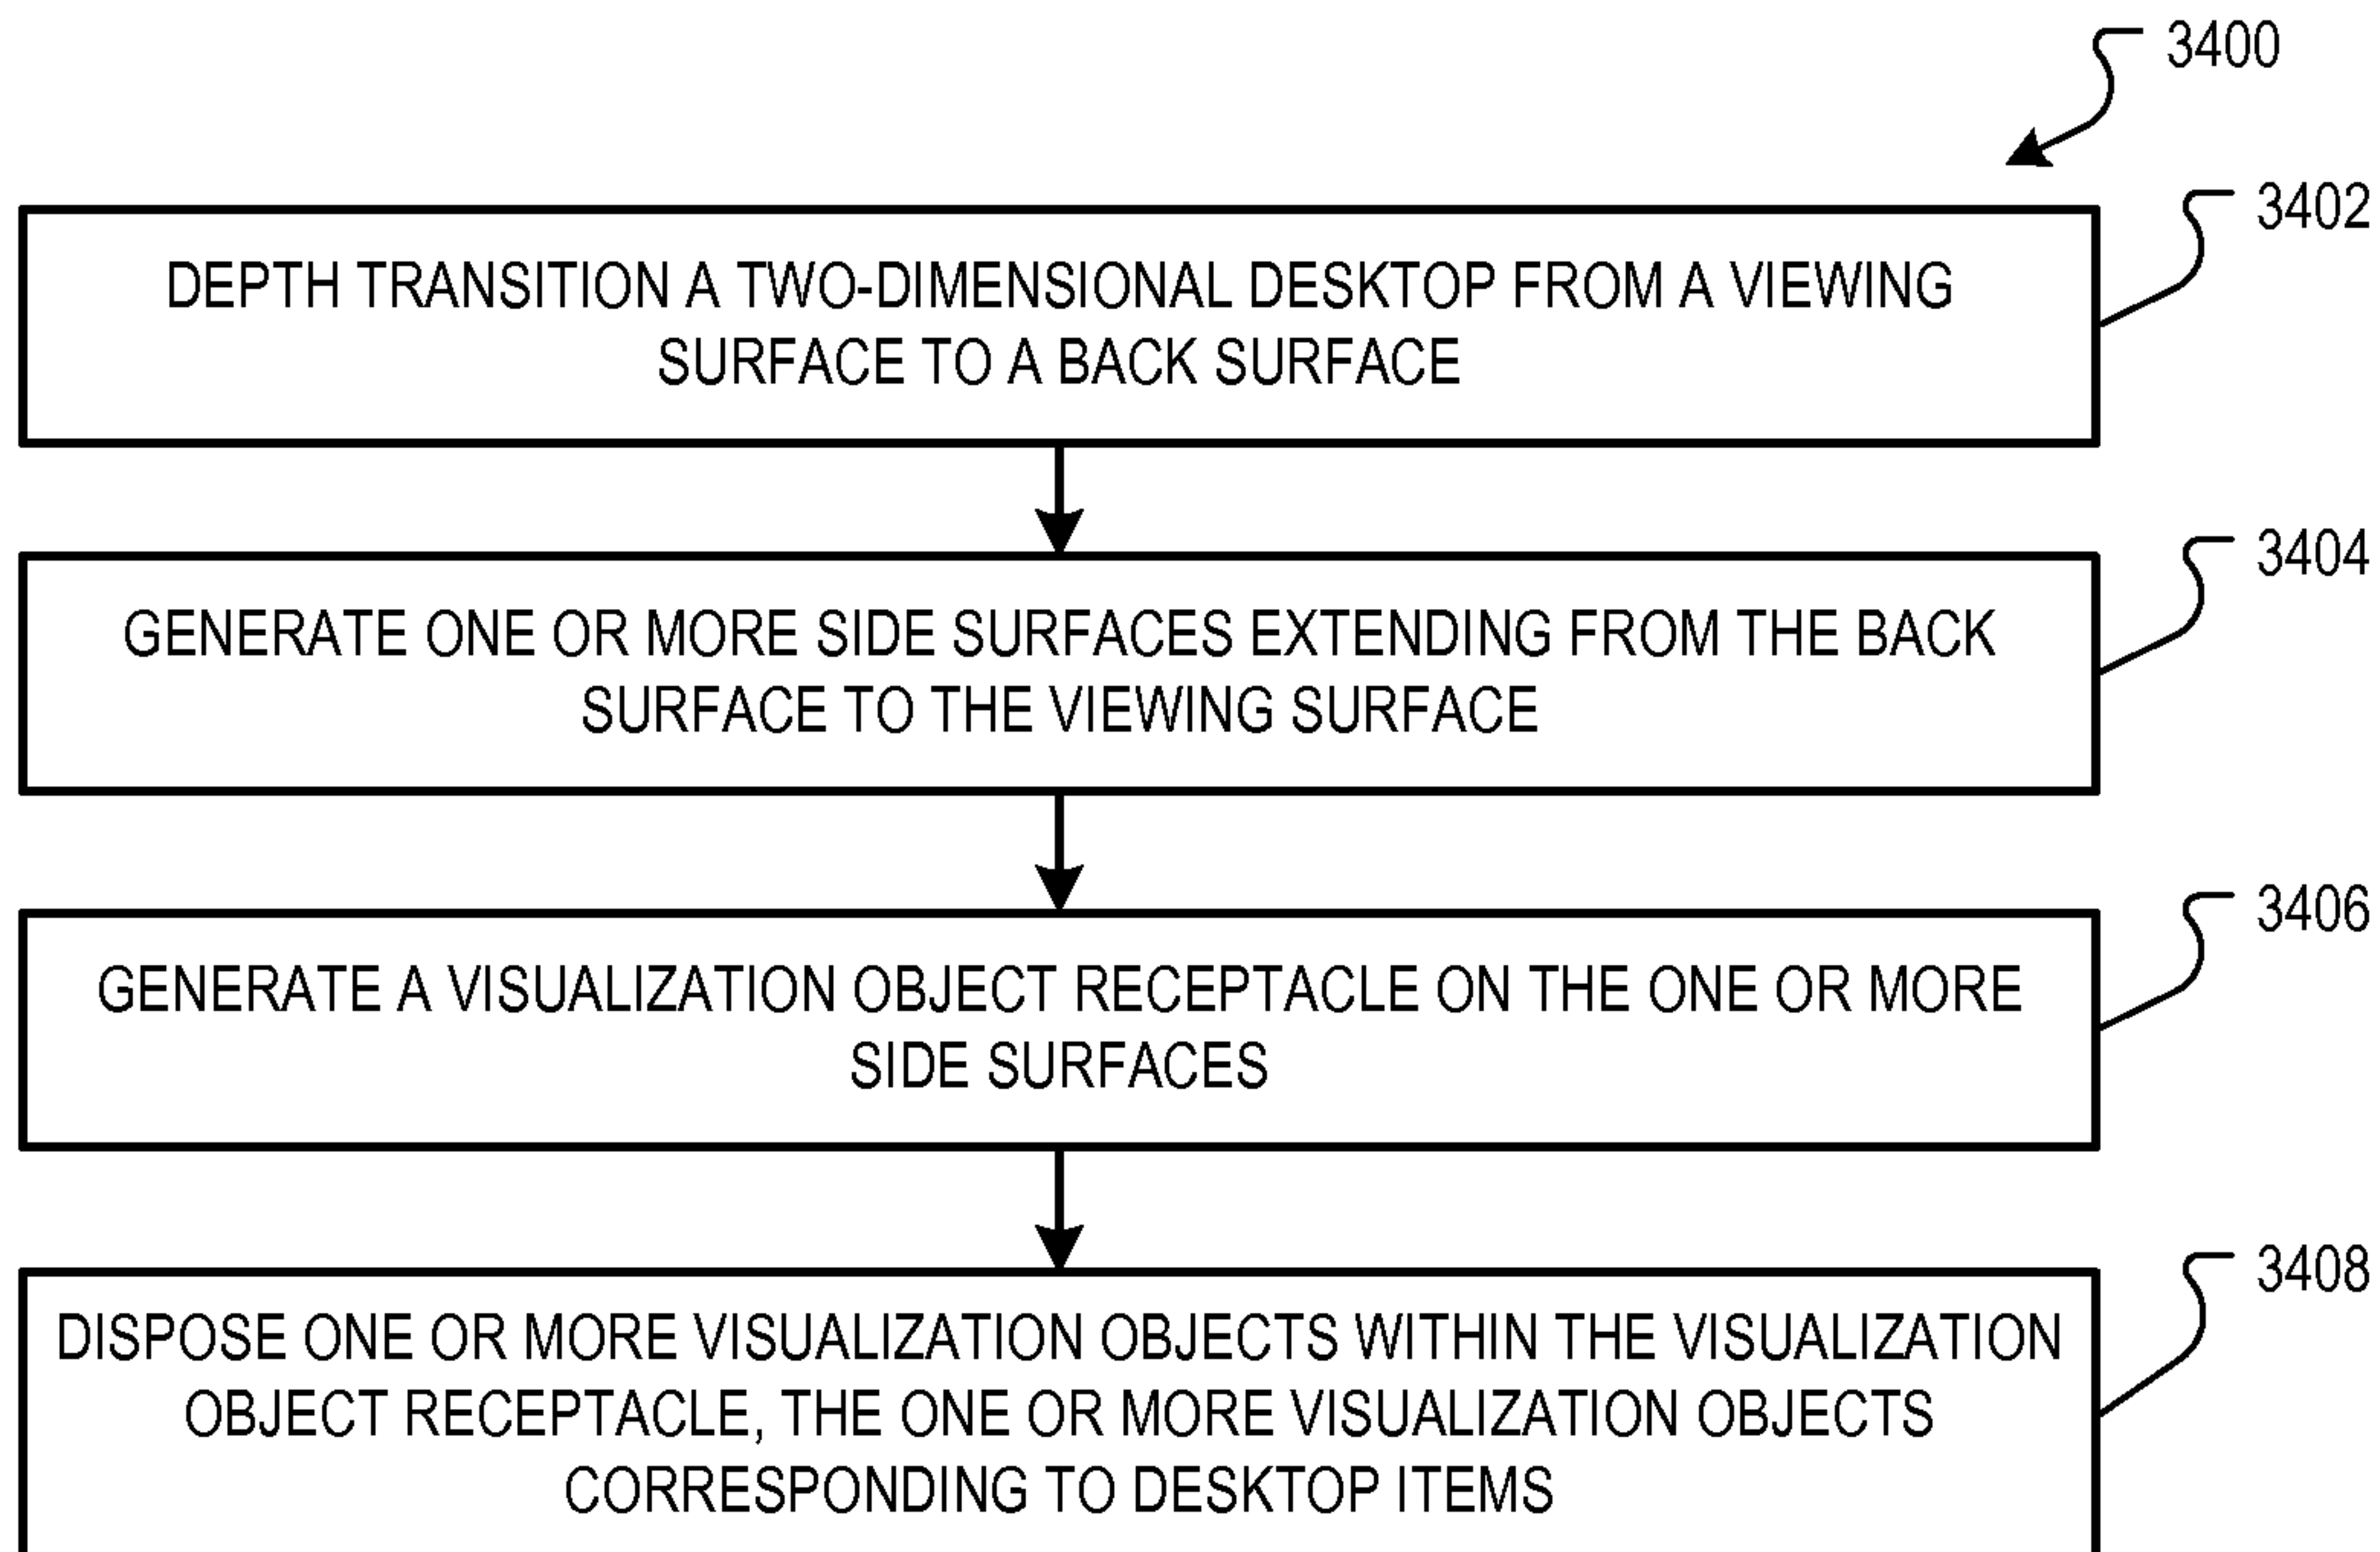 3400
3402
DEPTH TRANSITION A TWO-DIMENSIONAL DESKTOP FROM A VIEWING
SURFACE TO A BACK SURFACE
3404
GENERATE ONE OR MORE SIDE SURFACES EXTENDING FROM THE BACK
SURFACE TO THE VIEWING SURFACE
3406
GENERATE A VISUALIZATION OBJECT RECEPTACLE ON THE ONE OR MORE
SIDE SURFACES
3408
DISPOSE ONE OR MORE VISUALIZATION OBJECTS WITHIN THE VISUALIZATION
OBJECT RECEPTACLE, THE ONE OR MORE VISUALIZATION OBJECTS
CORRESPONDING TO DESKTOP ITEMS